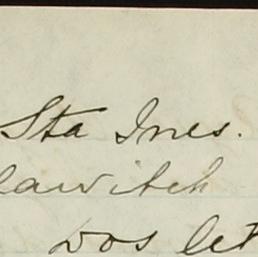 Sta Ines.
lawitch
Dos let